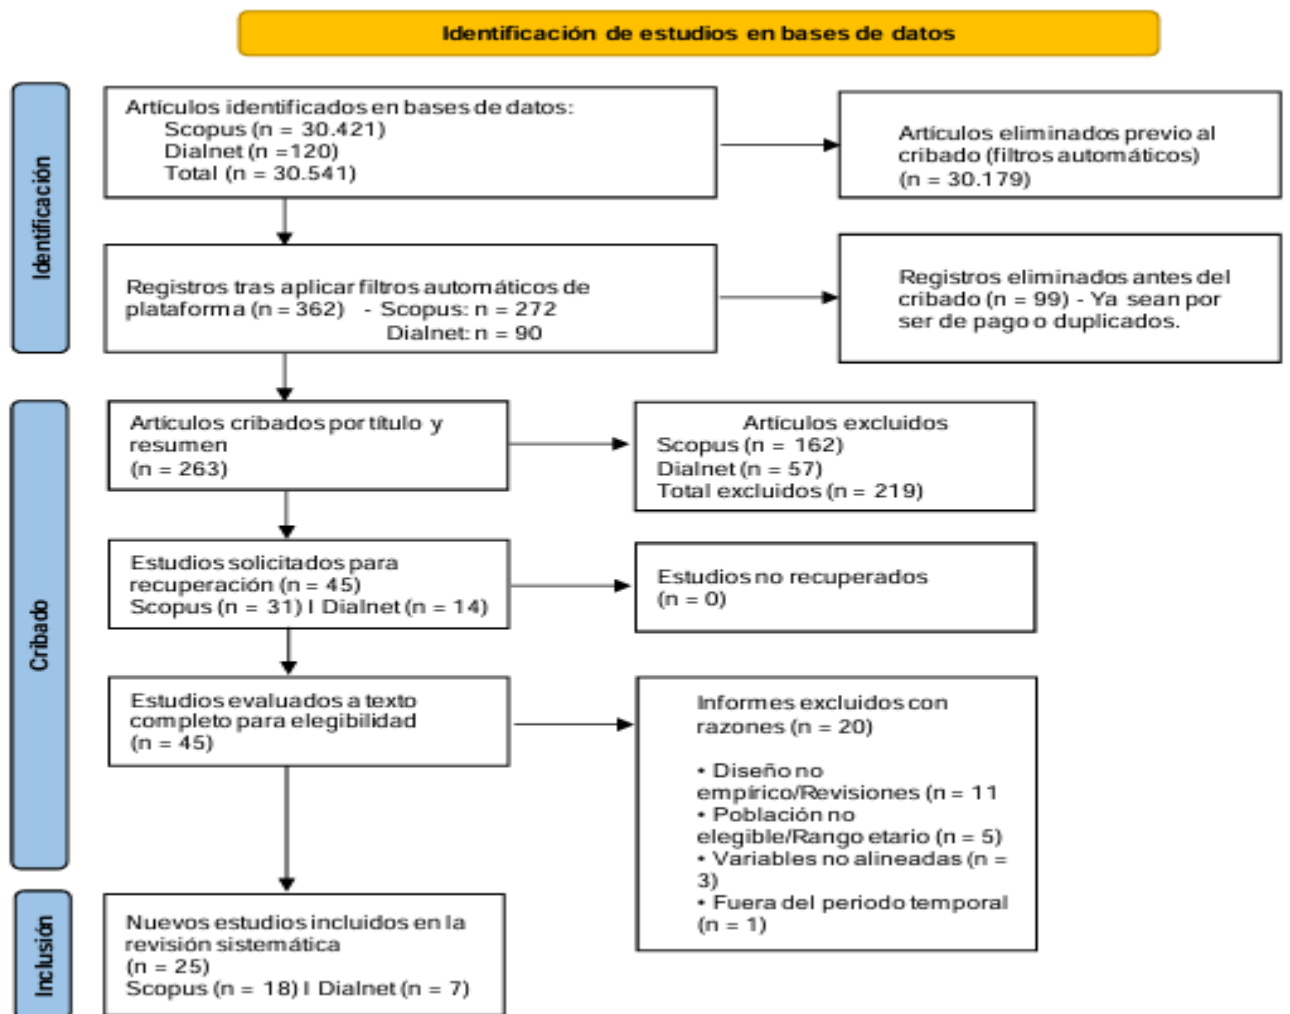 Identificación de estudios en bases de datos
Identificación
Artículos identificados en bases de datos:
Scopus (n = 30.421)
Dialnet (n =120)
Total (n = 30.541)
Artículos eliminados previo al
cribado (filtros automáticos)
(n = 30.179)
Registros tras aplicar filtros automáticos de
plataforma (n = 362) - Scopus: n = 272
Dialnet: n = 90
Registros eliminados antes del
cribado (n = 99) - Ya sean por
ser de pago o duplicados.
Cribado
Artículos cribados por título y
resumen
(n = 263)
Artículos excluidos
Scopus (n = 162)
Dialnet (n = 57)
Total excluidos (n = 219)
Estudios solicitados para
recuperación (n = 45)
Scopus (n = 31) I Dialnet (n = 14)
Estudios no recuperados
(n = 0)
Estudios evaluados a texto
completo para elegibilidad
(n = 45)
Informes excluidos con
razones (n = 20)
• Diseño no
empírico/Revisiones (n = 11
• Población no
elegible/Rango etario (n = 5)
• Variables no alineadas (n =
3)
• Fuera del periodo temporal
(n = 1)
Inclusión
Nuevos estudios incluidos en la
revisión sistemática
(n = 25)
Scopus (n = 18) I Dialnet (n = 7)